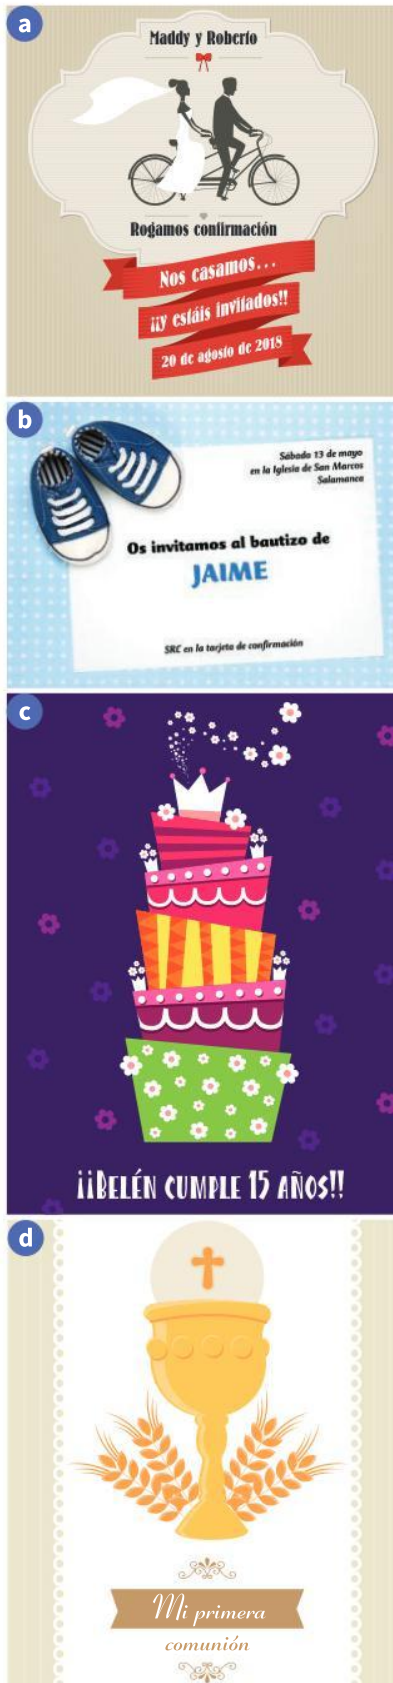 a
Maddy y Roberto
Rogamos confirmación
Nos casamos...
¡¡y estáis invitados!!
20 de agosto de 2018
b
Sábado 13 de mayo
en la Iglesia de San Marcos
Salamanca
Os invitamos al bautizo de
JAIME
SRC en la tarjeta de confirmación
c
¡¡BELÉN CUMPLE 15 AÑOS!!
d
Mi primera
comunión